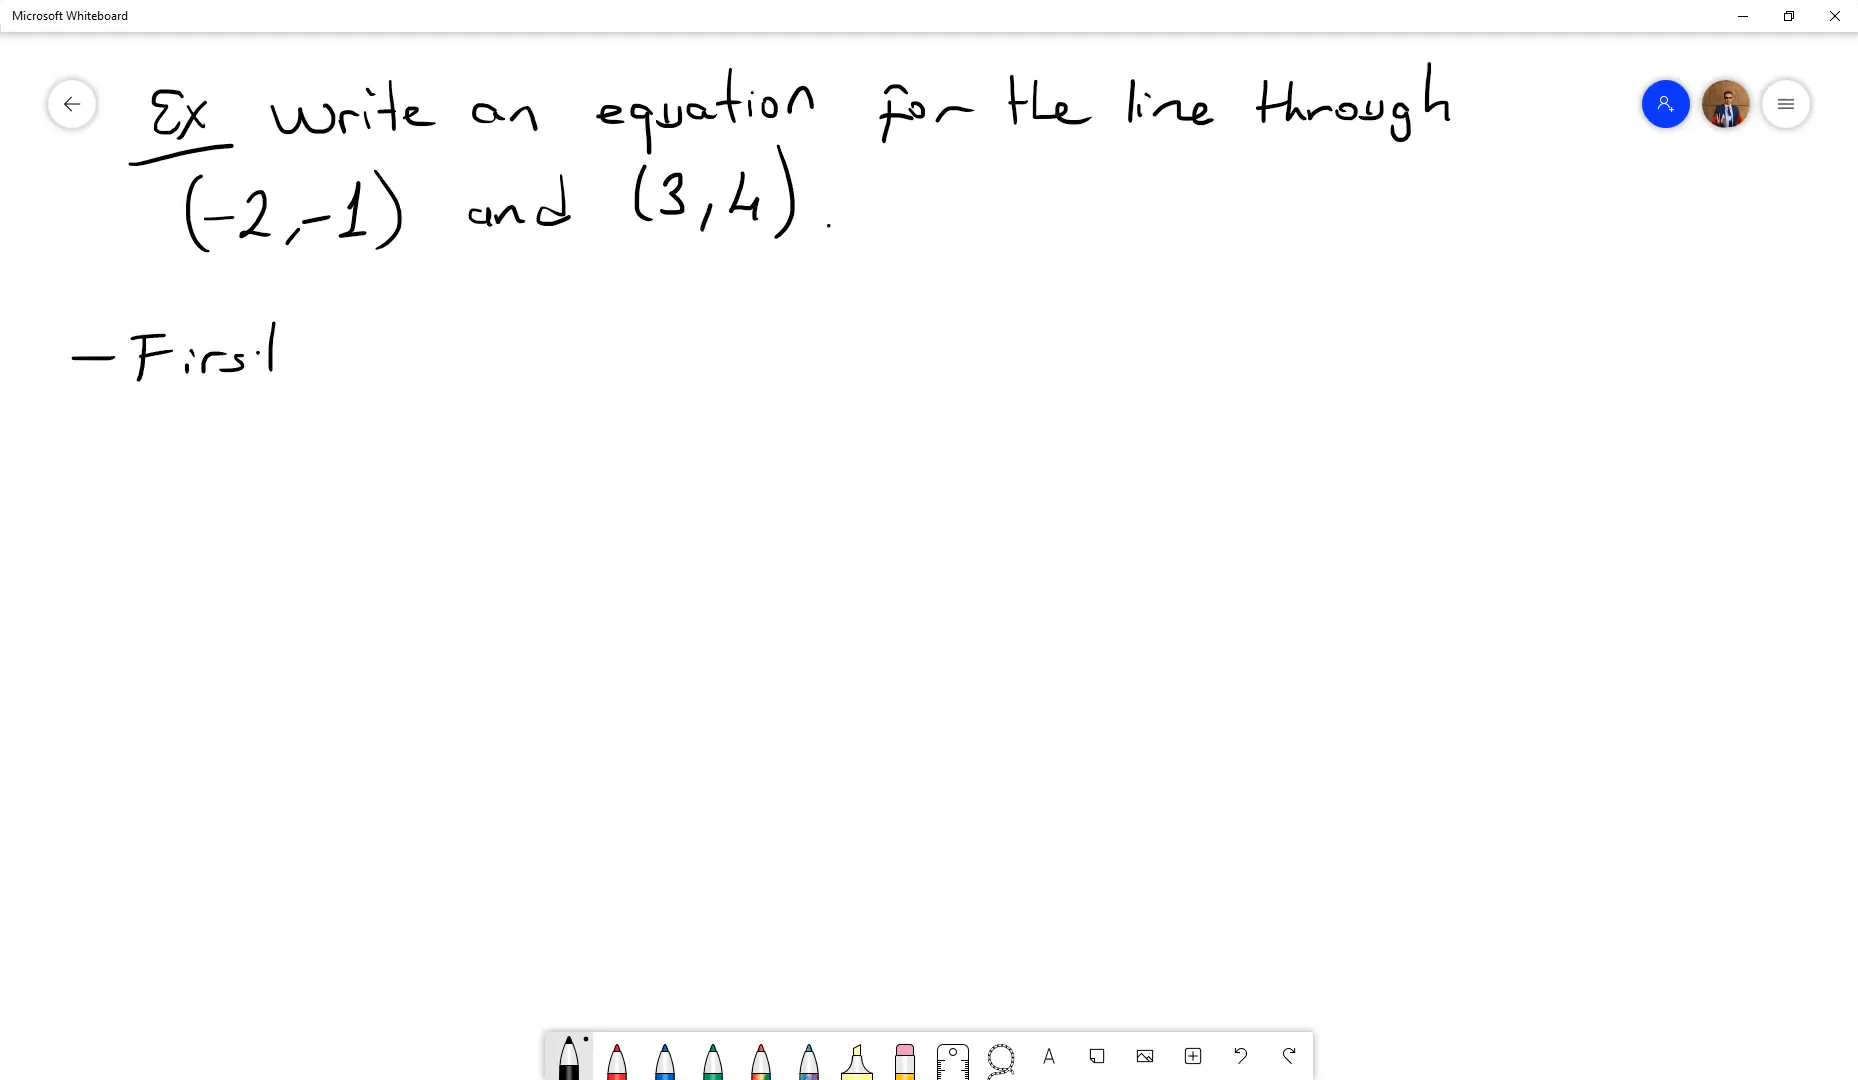 Microsoft Whiteboard
Ex Write an equation for the line through
(-2,-1) and (3,4).
- First